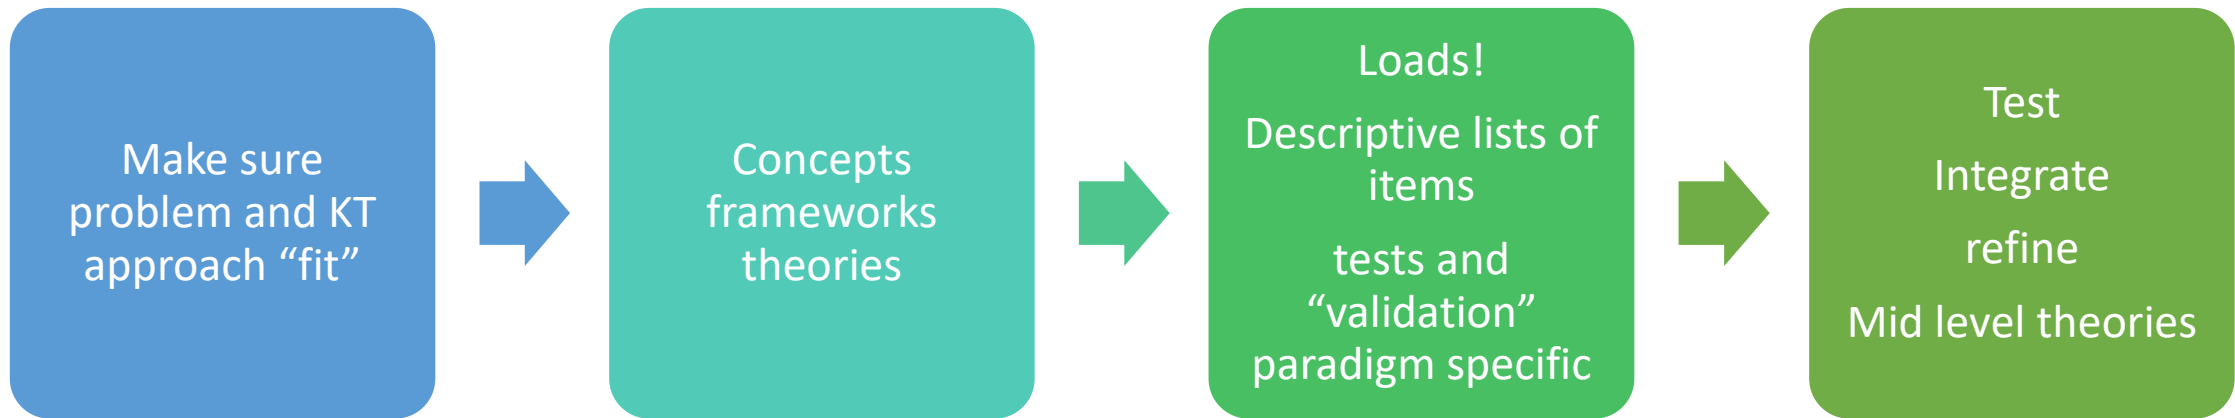 Make sure
problem and KT
approach “fit”
Concepts
frameworks
theories
Loads!
Descriptive lists of
items
tests and
“validation”
paradigm specific
Test
Integrate
refine
Mid level theories